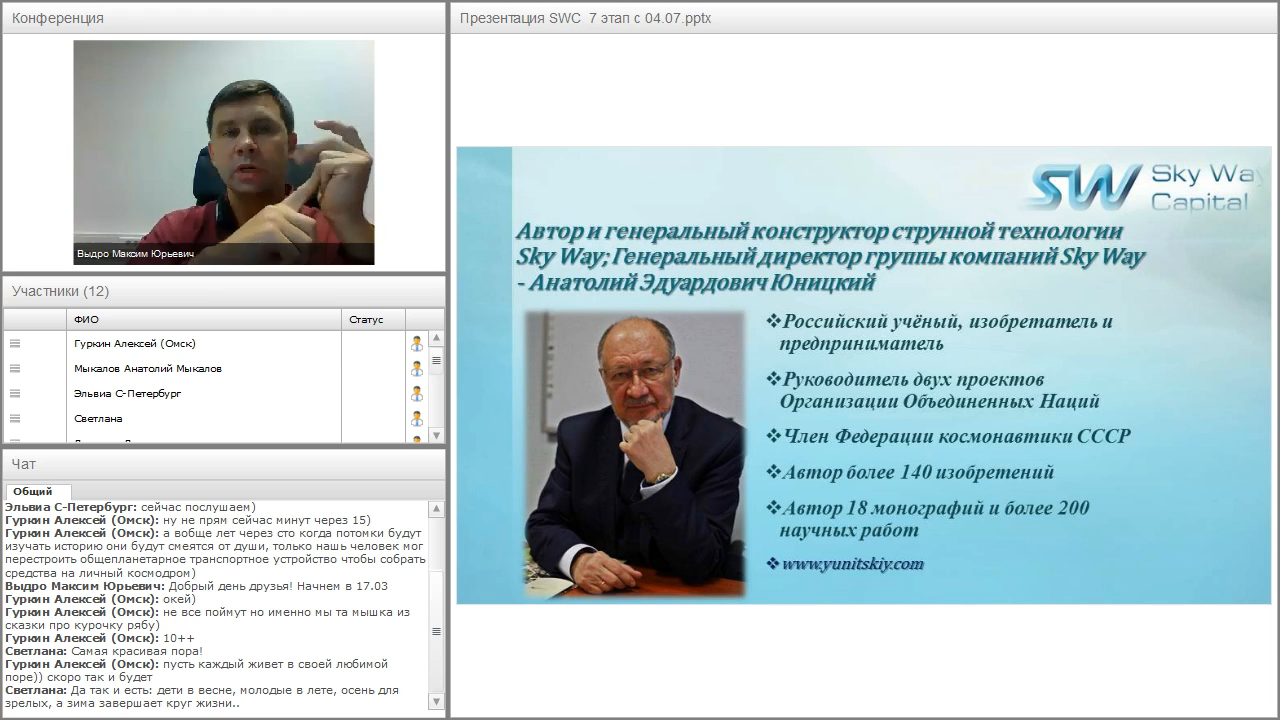 Конференция
Выдро Максим Юрьевич
Участники (12)
ФИО
Статус
Гуркин Алексей (Омск)
Мыкалов Анатолий Мыкалов
Эльвиа С-Петербург
Светлана
Чат
Общий
Эльвиа С-Петербург: сейчас послушаем)
Гуркин Алексей (Омск): ну не прям сейчас минут через 15)
Гуркин Алексей (Омск): а вобще лет через сто когда потомки будут
изучать историю они будут смеятся от души, только нашь человек мог
перестроить общепланетарное транспортное устройство чтобы собрать
средства на личный космодром)
Выдро Максим Юрьевич: Добрый день друзья! Начнем в 17.03
Гуркин Алексей (Омск): окей)
Гуркин Алексей (Омск): не все поймут но именно мы та мышка из
сказки про курочку рябу)
Гуркин Алексей (Омск): 10++
Светлана: Самая красивая пора!
Гуркин Алексей (Омск): пусть каждый живет в своей любимой
поре)) скоро так и будет
Светлана: Да так и есть: дети в весне, молодые в лете, осень для
зрелых, а зима завершает круг жизни..
Презентация SWC 7 этап с 04.07.pptx
SW Sky Way
Capital
Автор и генеральный конструктор струнной технологии
Sky Way; Генеральный директор группы компаний Sky Way
- Анатолий Эдуардович Юницкий
❖Российский учёный, изобретатель и
предприниматель
❖Руководитель двух проектов
Организации Объединенных Наций
❖Член Федерации космонавтики СССР
❖Автор более 140 изобретений
❖Автор 18 монографий и более 200
научных работ
❖www.yunitskiy.com